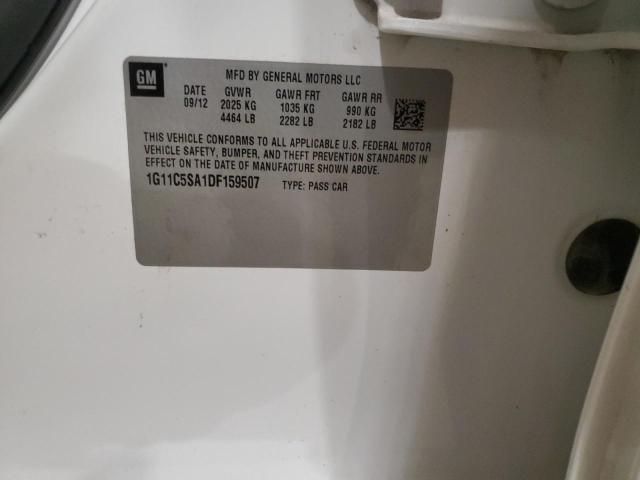 GM
MFD BY GENERAL MOTORS LLC
DATE GVWR GAWR FRT GAWR RR
09/12 2025 KG 1035 KG 990 KG
4464 LB 2282 LB 2182 LB
THIS VEHICLE CONFORMS TO ALL APPLICABLE U.S. FEDERAL MOTOR
VEHICLE SAFETY, BUMPER, AND THEFT PREVENTION STANDARDS IN
EFFECT ON THE DATE OF MANUFACTURE SHOWN ABOVE.
1G11C5SA1DF159507 TYPE: PASS CAR